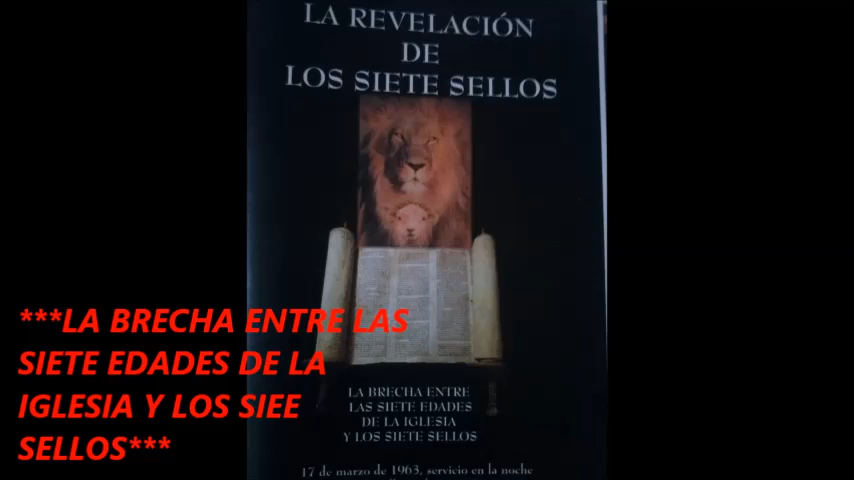 LA REVELACIÓN
DE
LOS SIETE SELLOS
LA BRECHA ENTRE
LAS SIETE EDADES
DE LA IGLESIA
Y LOS SIETE SELLOS
17 de marzo de 1963, servicio en la noche
***LA BRECHA ENTRE LAS
SIETE EDADES DE LA
IGLESIA Y LOS SIEE
SELLOS***